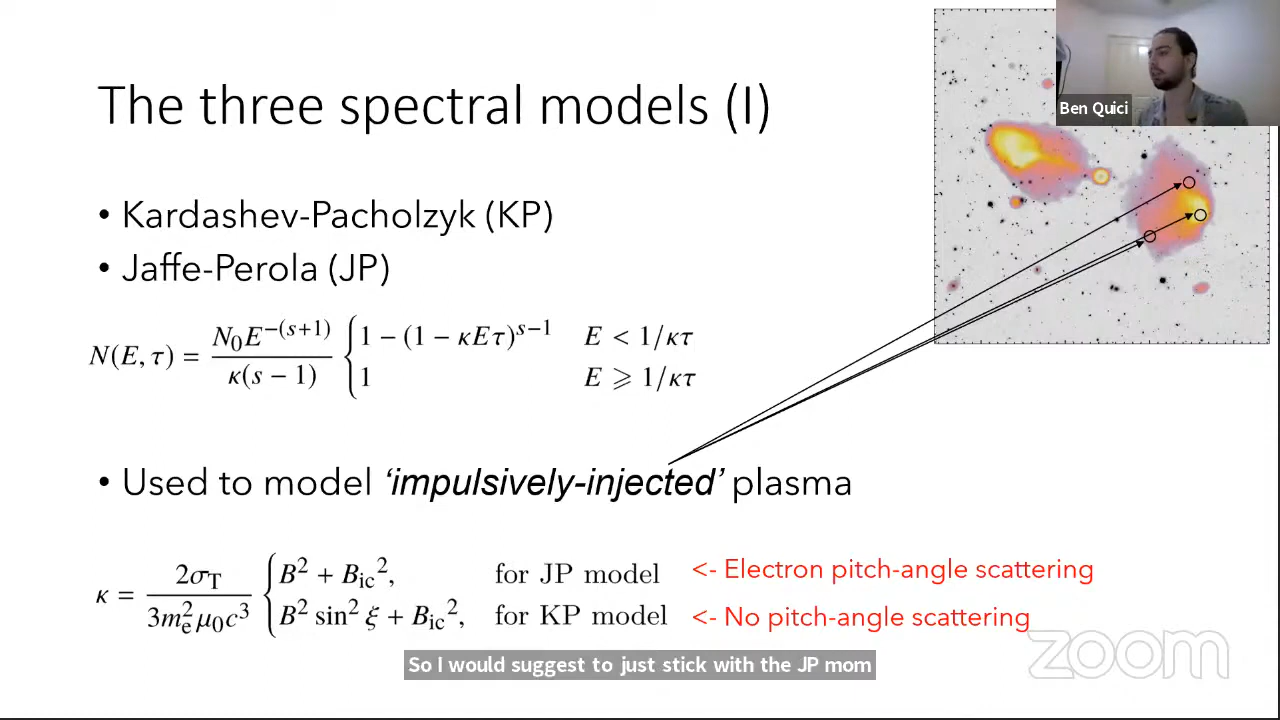 The three spectral models (I)
Ben Quici
• Kardashev-Pacholzyk (KP)
• Jaffe-Perola (JP)
N(E, τ) = N₀E^−(s+1) / κ(s − 1) { 1 − (1 − κEτ)^s−1 E < 1/κτ
1 E ⩾ 1/κτ
• Used to model ‘impulsively-injected’ plasma
κ = 2σ_T / 3m_e²μ₀c³ { B² + B_ic², for JP model <- Electron pitch-angle scattering
B² sin² ξ + B_ic², for KP model <- No pitch-angle scattering
zoom
So I would suggest to just stick with the JP mom